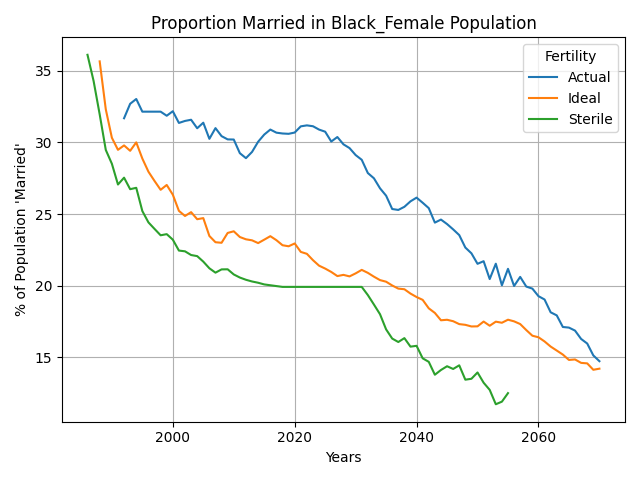 Proportion Married in Black_Female Population
% of Population 'Married'
35
30
25
20
15
Fertility
Actual
Ideal
Sterile
2000
2020
2040
2060
Years